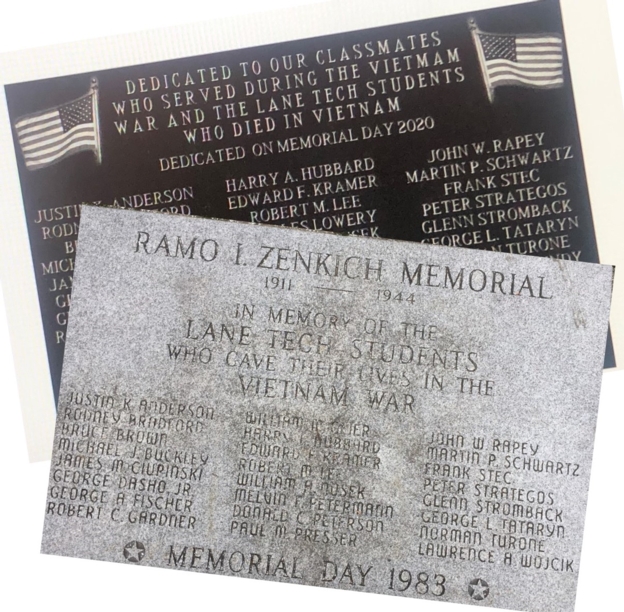 DEDICATED TO OUR CLASSMATES
WHO SERVED DURING THE VIETMAM
WAR AND THE LANE TECH STUDENTS
WHO DIED IN VIETNAM
DEDICATED ON MEMORIAL DAY 2020
ANDERSON
HARRY A. HUBBARD
EDWARD F. KRAMER
ROBERT M. LEE
LOWERY
JOHN W. RAPEY
MARTIN P. SCHWARTZ
FRANK STEC
PETER STRATEGOS
GLENN STROMBACK
GEORGE L. TATARYN
TURONE
RAMO I. ZENKICH MEMORIAL
1911 — 1944
IN MEMORY OF THE
LANE TECH STUDENTS
WHO GAVE THEIR LIVES IN THE
VIETNAM WAR
JUSTIN K. ANDERSON
RODNEY BRADFORD
BRUCE BROWN
MICHAEL J. BUCKLEY
JAMES M. CIUPINSKI
GEORGE DASHO, JR.
GEORGE A. FISCHER
ROBERT C. GARDNER
WILLIAM
HARRY HUBBARD
EDWARD F KRAMER
ROBERT M.
WILLIAM A. NOSEK
MELVIN J PETERMANN
DONALD C. PETERSON
PAUL M. PRESSER
JOHN W. RAPEY
MARTIN P. SCHWARTZ
FRANK STEC
PETER STRATEGOS
GLENN STROMBACK
GEORGE L. TATARYN
NORMAN TURONE
LAWRENCE A. WOJCIK
MEMORIAL DAY 1983